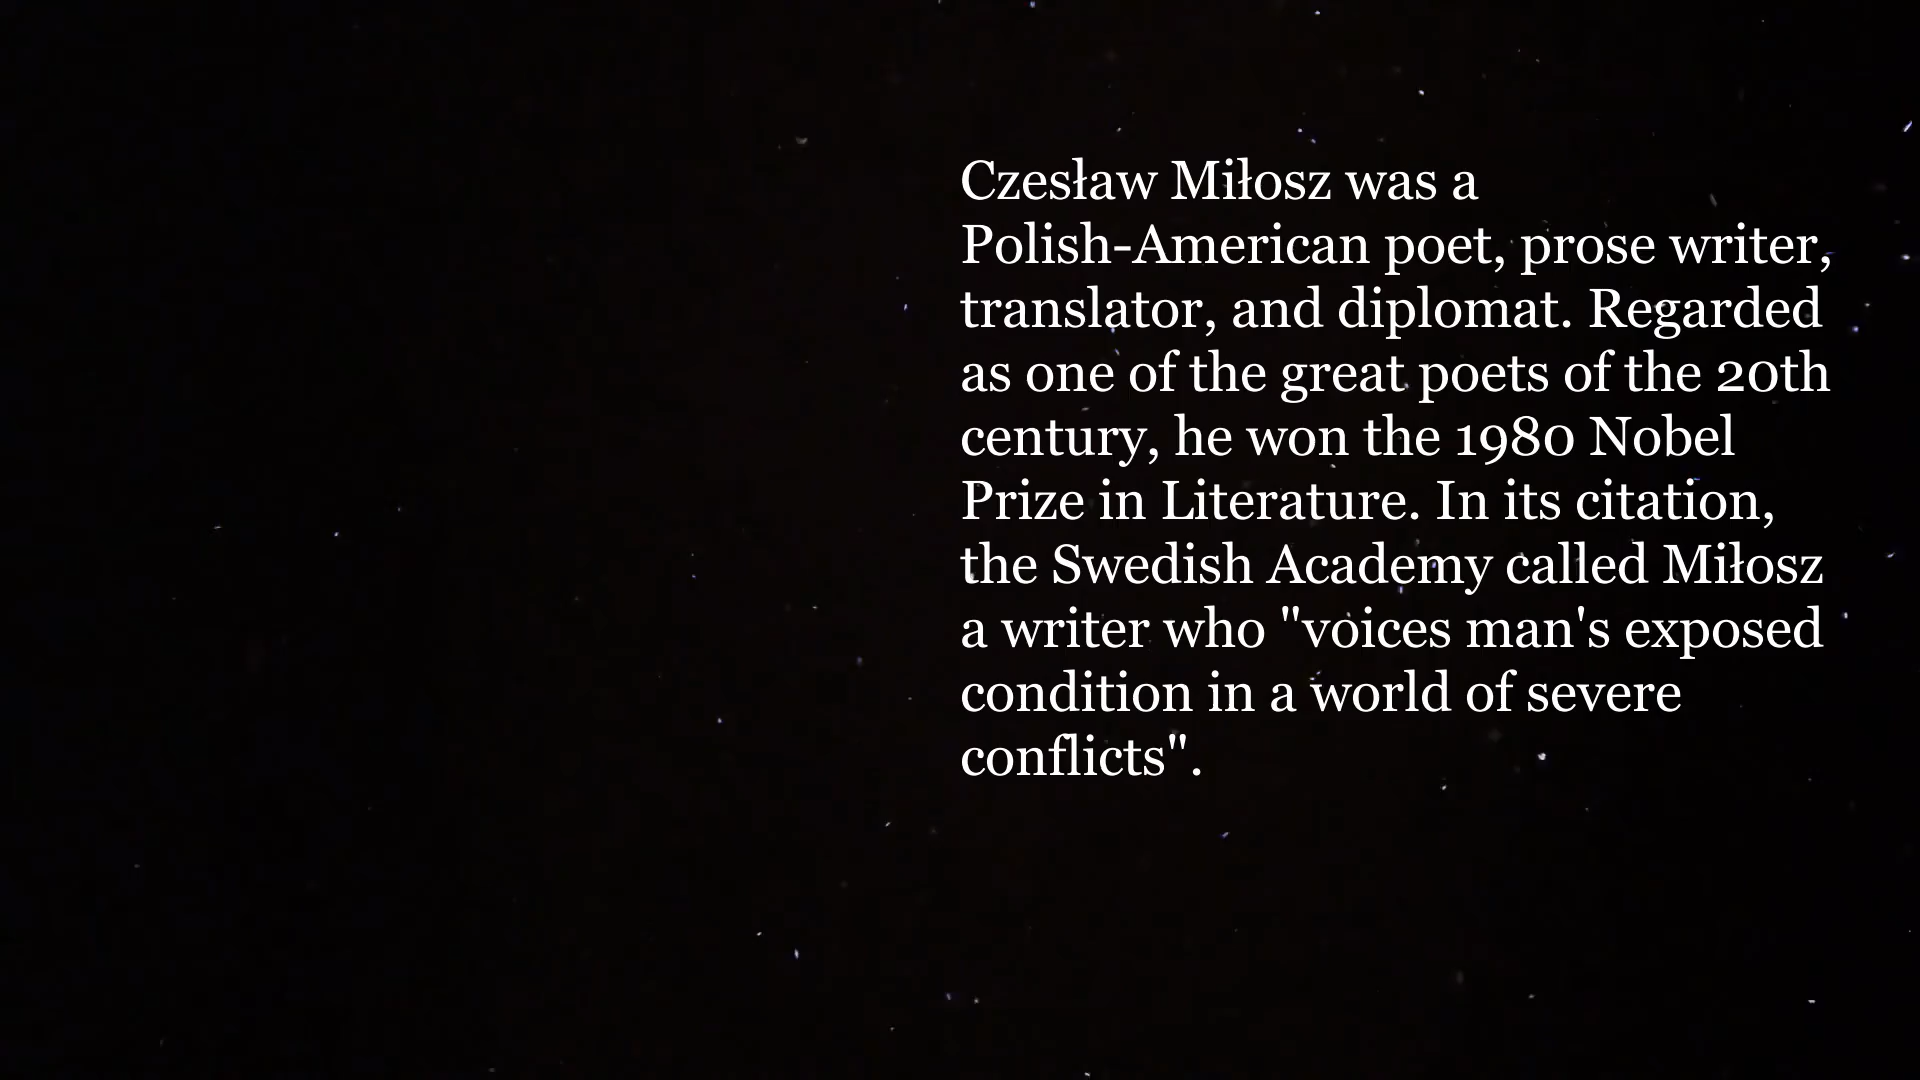 Czesław Miłosz was a
Polish-American poet, prose writer,
translator, and diplomat. Regarded
as one of the great poets of the 20th
century, he won the 1980 Nobel
Prize in Literature. In its citation,
the Swedish Academy called Miłosz
a writer who "voices man's exposed
condition in a world of severe
conflicts".